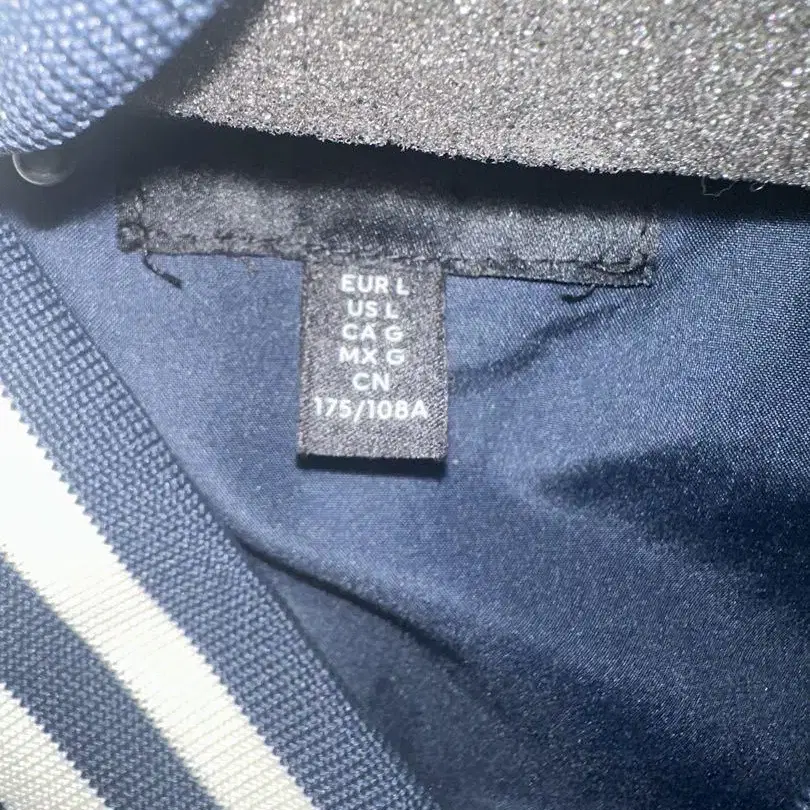 EUR L
US L
CA G
MX G
CN
175/108A